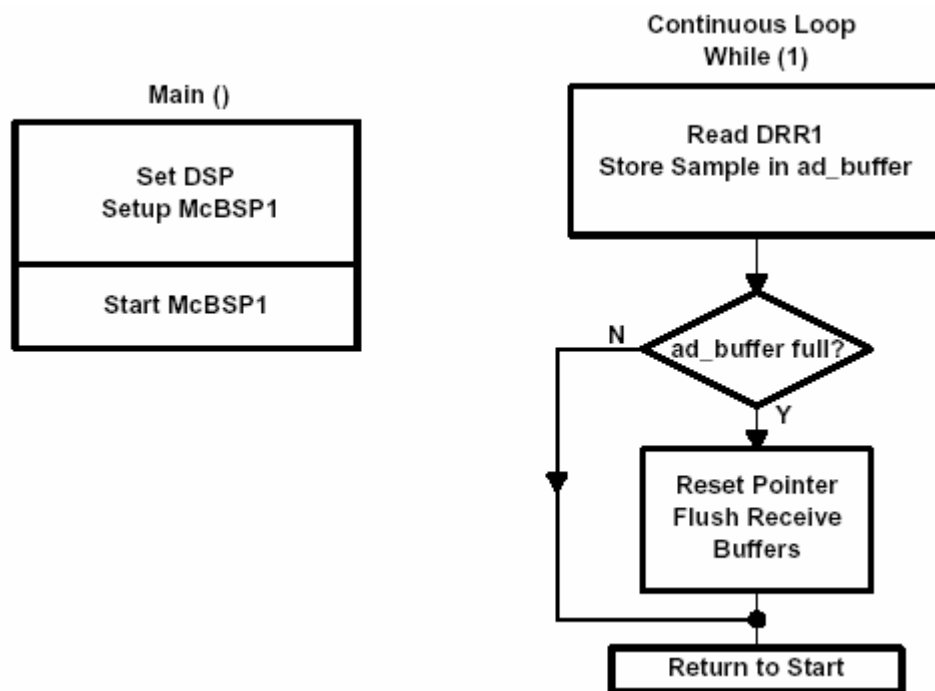 Main ()
Set DSP
Setup McBSP1
Start McBSP1
Continuous Loop
While (1)
Read DRR1
Store Sample in ad_buffer
ad_buffer full?
N
Y
Reset Pointer
Flush Receive
Buffers
Return to Start